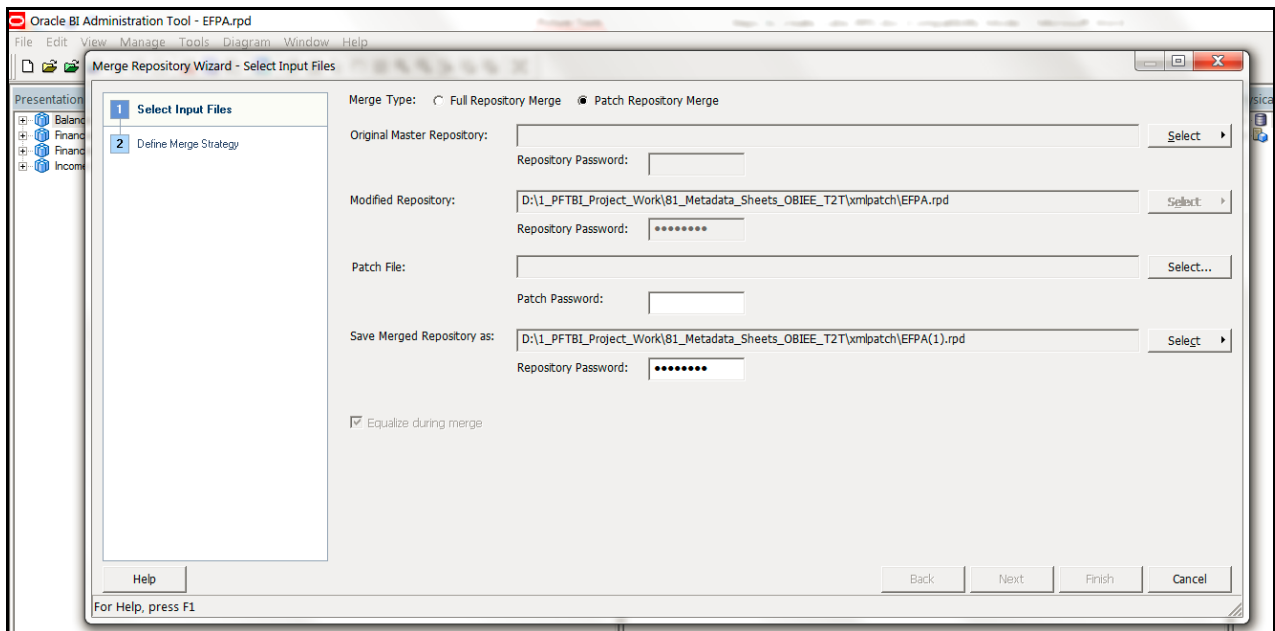 Oracle BI Administration Tool - EFPA.rpd
File Edit View Manage Tools Diagram Window Help
Merge Repository Wizard - Select Input Files
Presentation
Balanc
Financ
Financ
Income
1 Select Input Files
2 Define Merge Strategy
Merge Type: Full Repository Merge Patch Repository Merge
Original Master Repository: Select
Repository Password:
Modified Repository: D:\1_PFTBI_Project_Work\81_Metadata_Sheets_OBIEE_T2T\xmlpatch\EFPA.rpd Select
Repository Password: ••••••••
Patch File: Select...
Patch Password:
Save Merged Repository as: D:\1_PFTBI_Project_Work\81_Metadata_Sheets_OBIEE_T2T\xmlpatch\EFPA(1).rpd Select
Repository Password: ••••••••
Equalize during merge
Help Back Next Finish Cancel
For Help, press F1